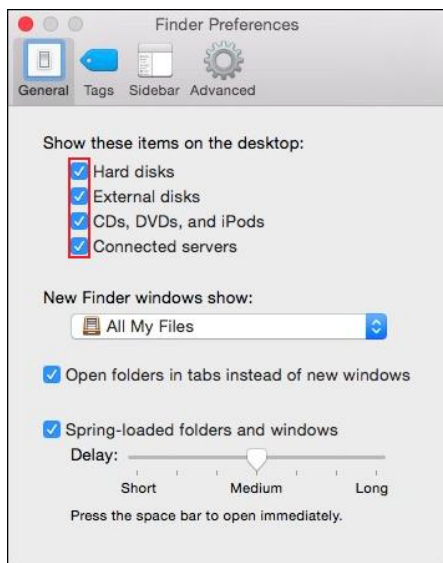 Finder Preferences
General Tags Sidebar Advanced
Show these items on the desktop:
Hard disks
External disks
CDs, DVDs, and iPods
Connected servers
New Finder windows show:
All My Files
Open folders in tabs instead of new windows
Spring-loaded folders and windows
Delay:
Short Medium Long
Press the space bar to open immediately.